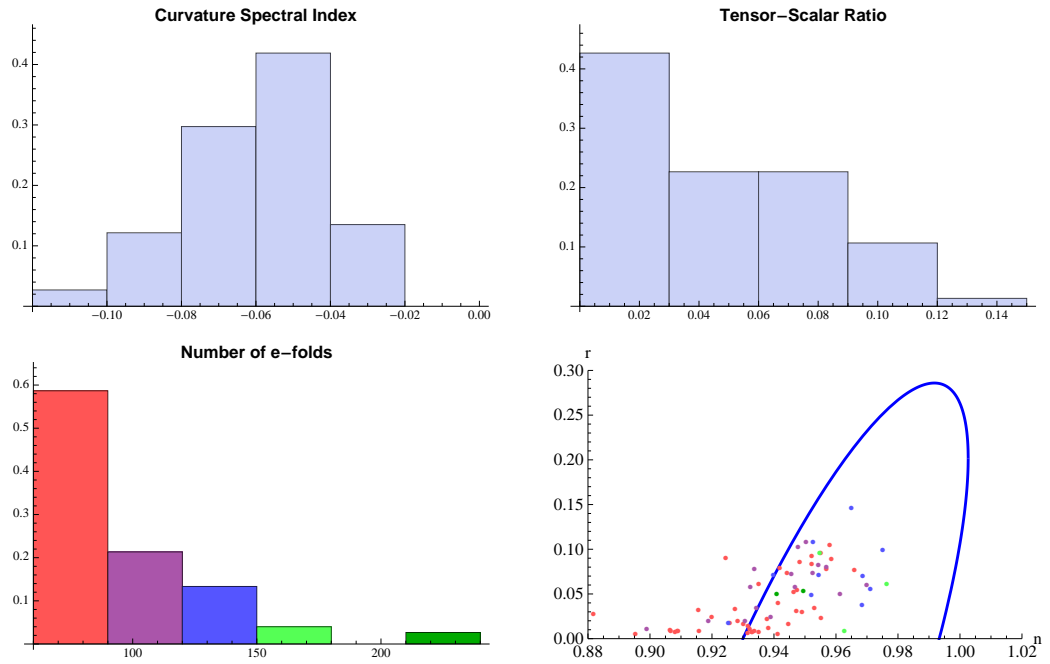 Curvature Spectral Index
0.4
0.3
0.2
0.1
−0.10 −0.08 −0.06 −0.04 −0.02 0.00
Tensor−Scalar Ratio
0.4
0.3
0.2
0.1
0.02 0.04 0.06 0.08 0.10 0.12 0.14
Number of e−folds
0.6
0.5
0.4
0.3
0.2
0.1
100 150 200
r
0.30
0.25
0.20
0.15
0.10
0.05
0.00
0.88 0.90 0.92 0.94 0.96 0.98 1.00 1.02
n